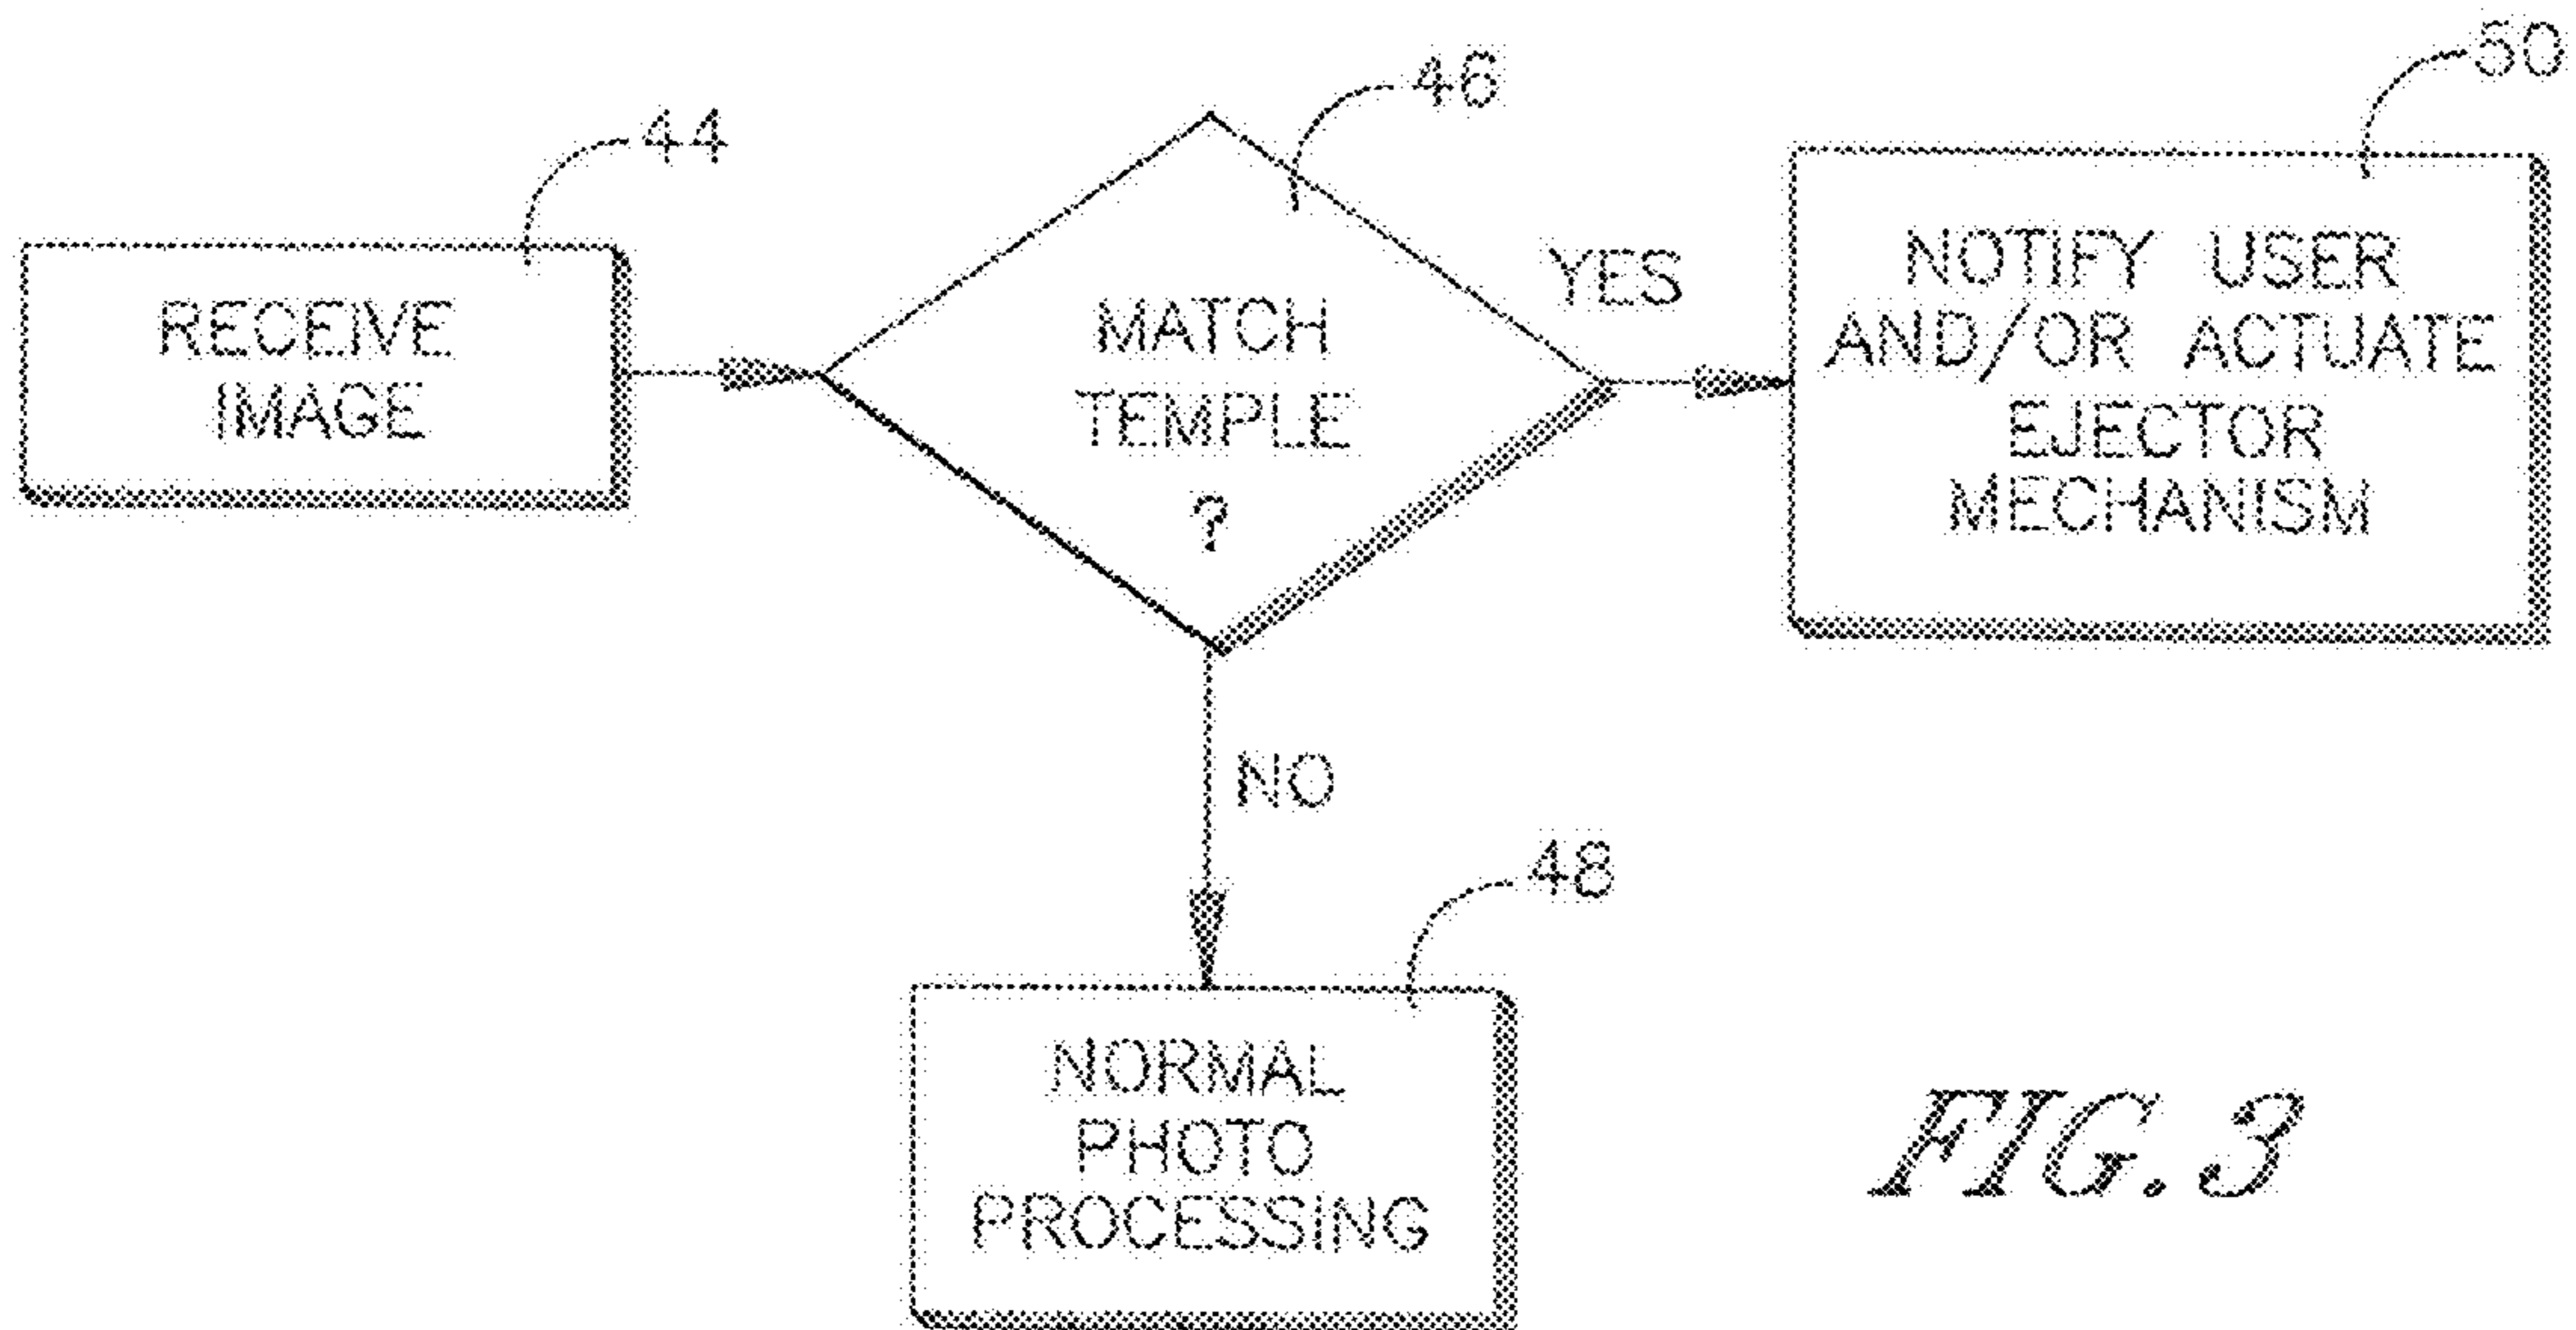 44
RECEIVE
IMAGE
46
MATCH
TEMPLE
?
YES
50
NOTIFY USER
AND/OR ACTUATE
EJECTOR
MECHANISM
NO
48
NORMAL
PHOTO
PROCESSING
FIG.3